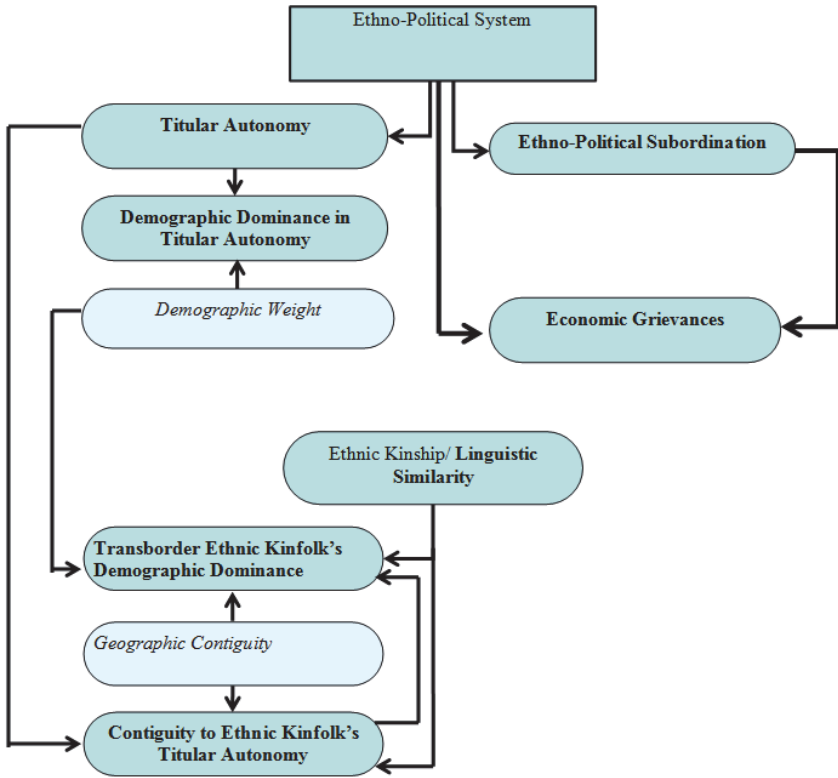 Ethno-Political System
Titular Autonomy
Ethno-Political Subordination
Demographic Dominance in
Titular Autonomy
Demographic Weight
Economic Grievances
Ethnic Kinship/ Linguistic
Similarity
Transborder Ethnic Kinfolk’s
Demographic Dominance
Geographic Contiguity
Contiguity to Ethnic Kinfolk’s
Titular Autonomy